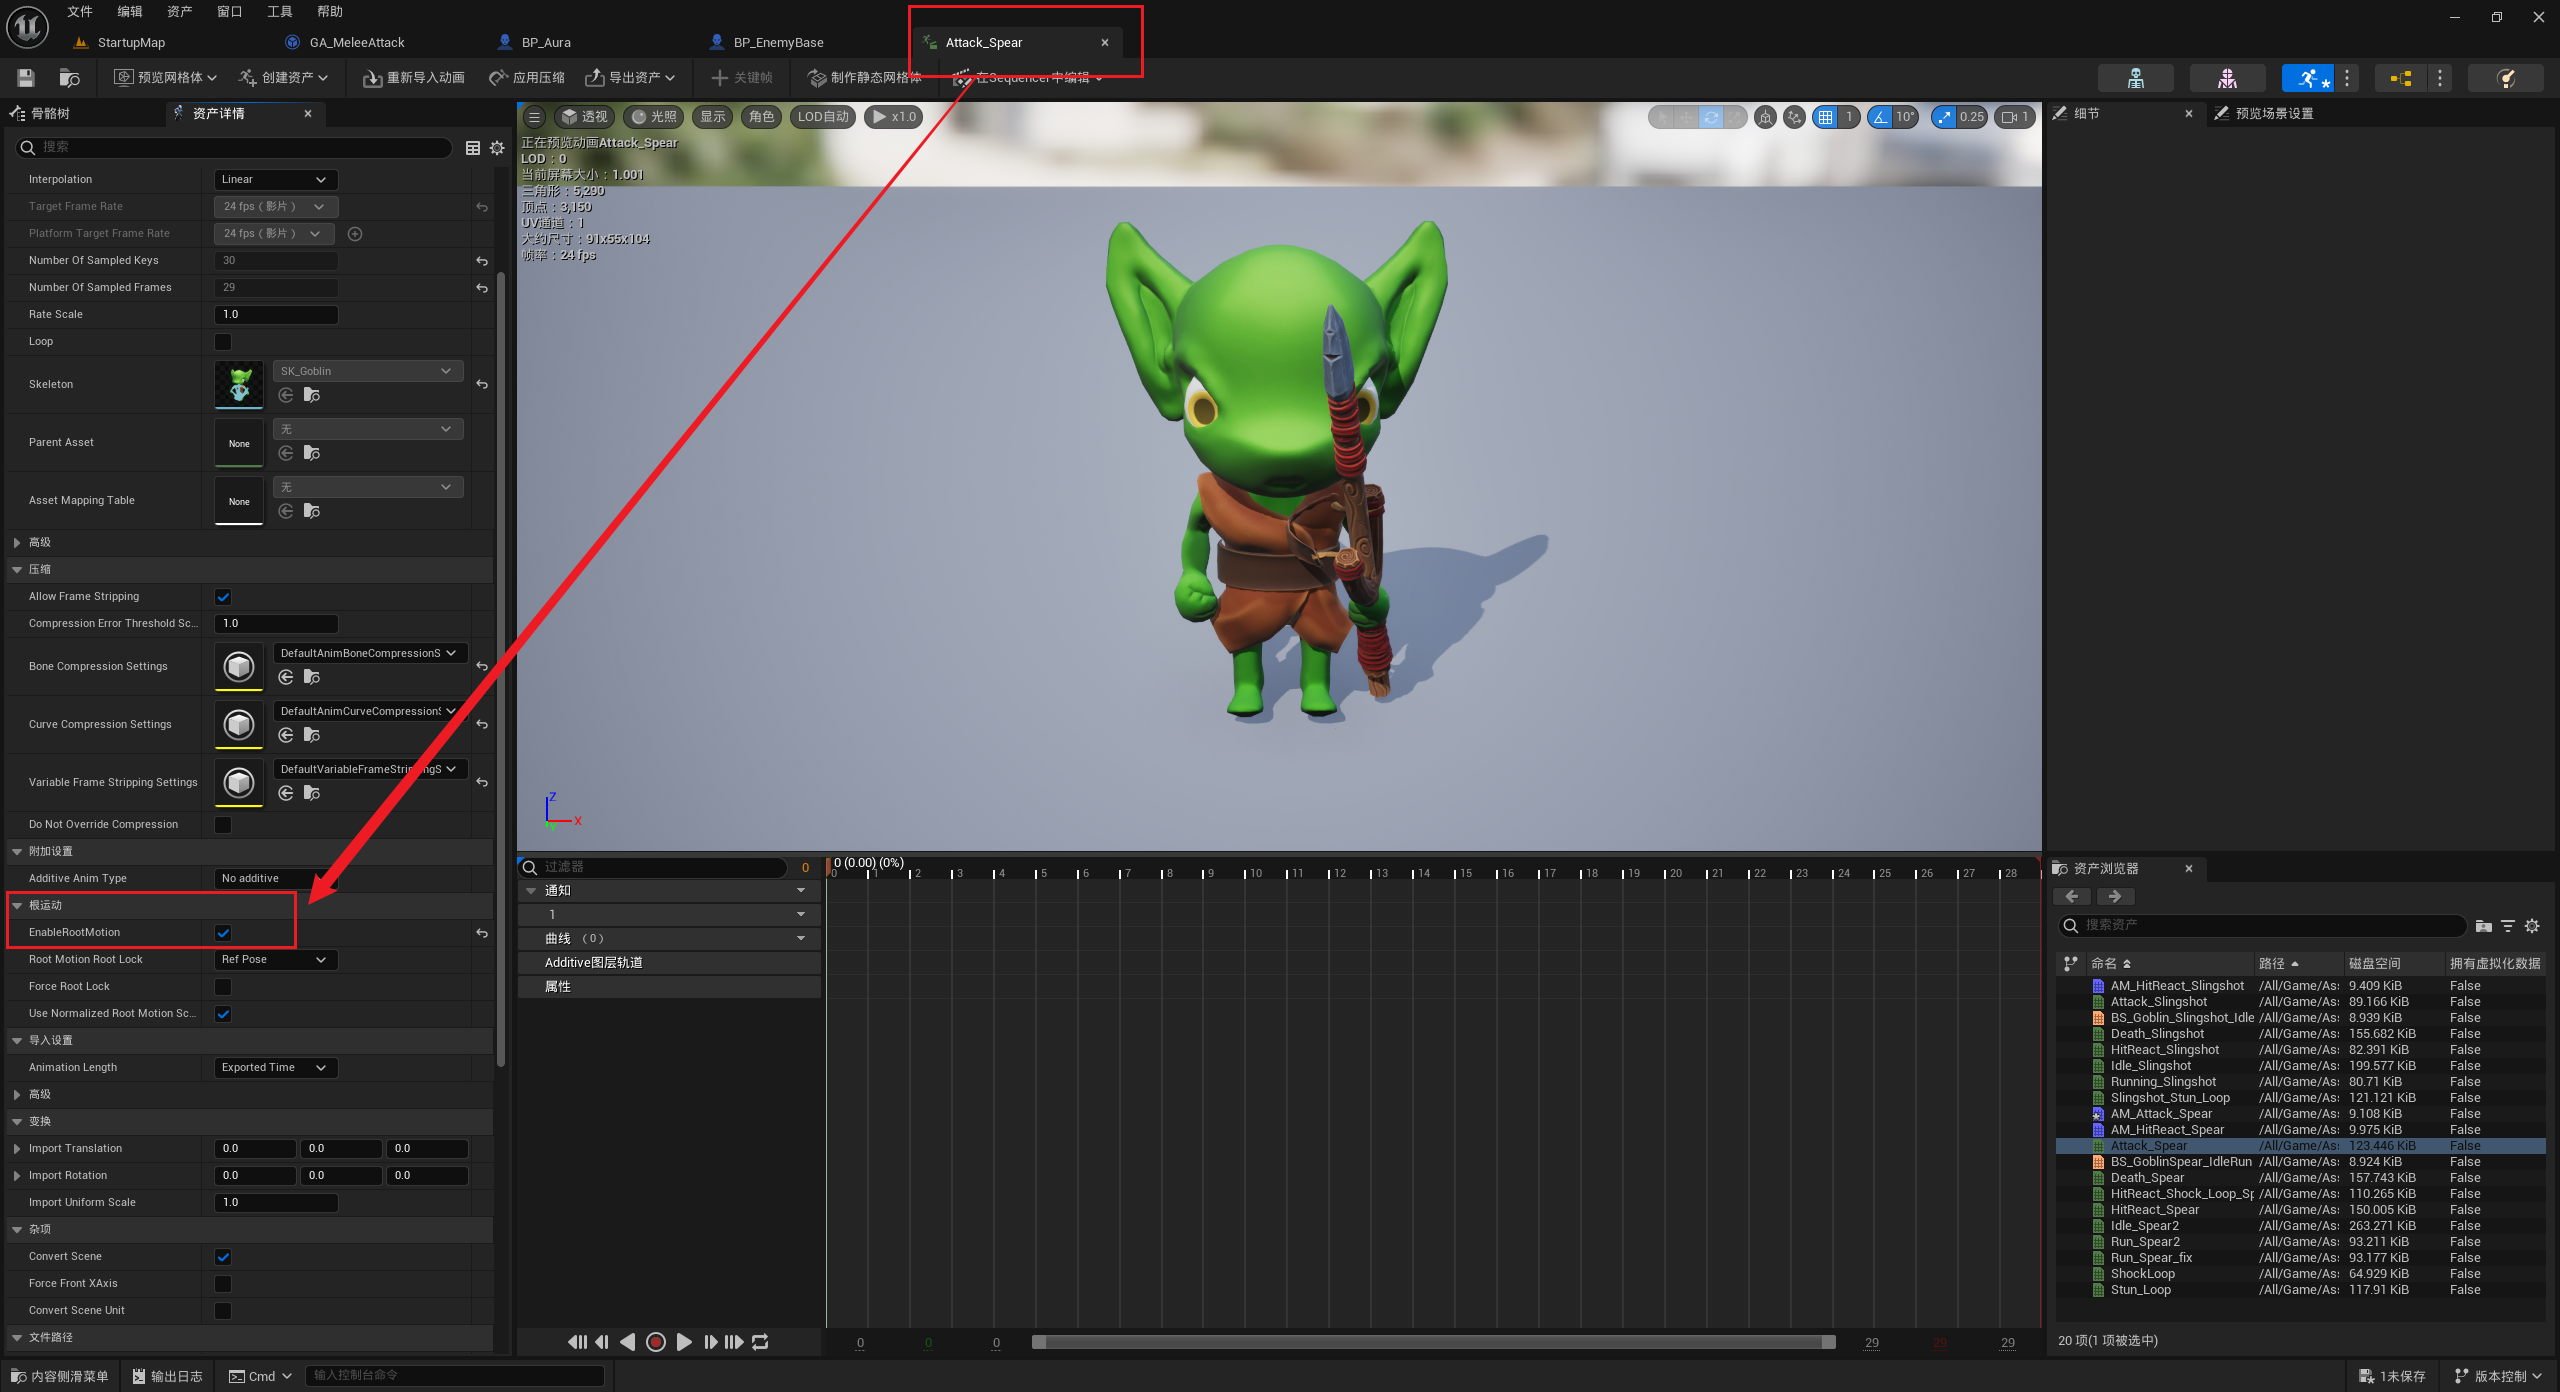 文件 编辑 资产 窗口 工具 帮助
StartupMap GA_MeleeAttack BP_Aura BP_EnemyBase Attack_Spear
预览网格体 创建资产 重新导入动画 应用压缩 导出资产 关键帧 制作静态网格体 在Sequencer中编辑
骨骼树 资产详情
搜索
Interpolation Linear
Target Frame Rate 24 fps（影片）
Platform Target Frame Rate 24 fps（影片）
Number Of Sampled Keys 30
Number Of Sampled Frames 29
Rate Scale 1.0
Loop
Skeleton SK_Goblin
Parent Asset None 无
Asset Mapping Table None 无
高级
压缩
Allow Frame Stripping
Compression Error Threshold Sc... 1.0
Bone Compression Settings DefaultAnimBoneCompressionS
Curve Compression Settings DefaultAnimCurveCompressionS
Variable Frame Stripping Settings DefaultVariableFrameStrippingS
Do Not Override Compression
附加设置
Additive Anim Type No additive
根运动
EnableRootMotion
Root Motion Root Lock Ref Pose
Force Root Lock
Use Normalized Root Motion Sc...
导入设置
Animation Length Exported Time
高级
变换
Import Translation 0.0 0.0 0.0
Import Rotation 0.0 0.0 0.0
Import Uniform Scale 1.0
杂项
Convert Scene
Force Front XAxis
Convert Scene Unit
文件路径
透视 光照 显示 角色 LOD自动 x1.0 1 10° 0.25 1
正在预览动画Attack_Spear
LOD：0
当前屏幕大小：1.001
三角形：5,290
顶点：3,150
UV通道：1
大约尺寸：91x55x104
帧率：24 fps
Z
X
Y
过滤器 0 0 (0.00) (0%)
0 1 2 3 4 5 6 7 8 9 10 11 12 13 14 15 16 17 18 19 20 21 22 23 24 25 26 27 28
通知
1
曲线 （0）
Additive图层轨道
属性
0 0 0 29 29 29
细节 预览场景设置
资产浏览器
搜索资产
命名 路径 磁盘空间 拥有虚拟化数据
AM_HitReact_Slingshot /All/Game/As: 9.409 KiB False
Attack_Slingshot /All/Game/As: 89.166 KiB False
BS_Goblin_Slingshot_Idle /All/Game/As: 8.939 KiB False
Death_Slingshot /All/Game/As: 155.682 KiB False
HitReact_Slingshot /All/Game/As: 82.391 KiB False
Idle_Slingshot /All/Game/As: 199.577 KiB False
Running_Slingshot /All/Game/As: 80.71 KiB False
Slingshot_Stun_Loop /All/Game/As: 121.121 KiB False
AM_Attack_Spear /All/Game/As: 9.108 KiB False
AM_HitReact_Spear /All/Game/As: 9.975 KiB False
Attack_Spear /All/Game/As: 123.446 KiB False
BS_GoblinSpear_IdleRun /All/Game/As: 8.924 KiB False
Death_Spear /All/Game/As: 157.743 KiB False
HitReact_Shock_Loop_Sp /All/Game/As: 110.265 KiB False
HitReact_Spear /All/Game/As: 150.005 KiB False
Idle_Spear2 /All/Game/As: 263.271 KiB False
Run_Spear2 /All/Game/As: 93.211 KiB False
Run_Spear_fix /All/Game/As: 93.177 KiB False
ShockLoop /All/Game/As: 64.929 KiB False
Stun_Loop /All/Game/As: 117.91 KiB False
20 项(1 项被选中)
内容侧滑菜单 输出日志 Cmd 输入控制台命令 1未保存 版本控制